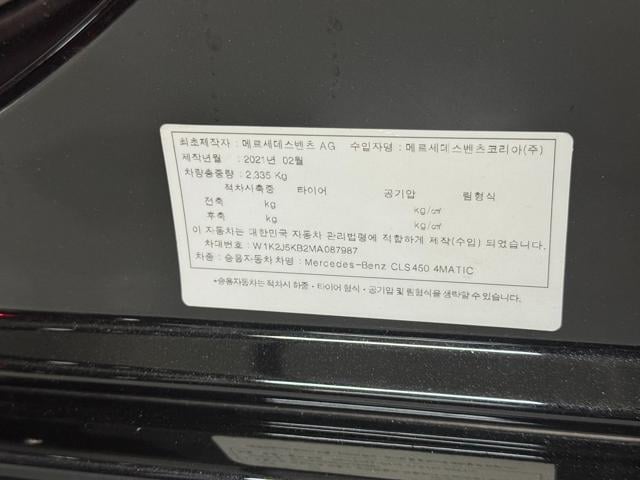 최초제작자 : 메르세데스벤츠 AG 수입자명 : 메르세데스벤츠코리아(주)
제작년월 : 2021년 02월
차량총중량 : 2,335 Kg
적차시축중 타이어 공기압 림형식
전축 kg kg/㎠
후축 kg kg/㎠
이 자동차는 대한민국 자동차 관리법령에 적합하게 제작(수입) 되었습니다.
차대번호 : W1K2J5KB2MA087987
차종 : 승용자동차차명 : Mercedes-Benz CLS450 4MATIC
*승용자동차는 적차시 하중·타이어 형식·공기압 및 림형식을 생략할 수 있습니다.